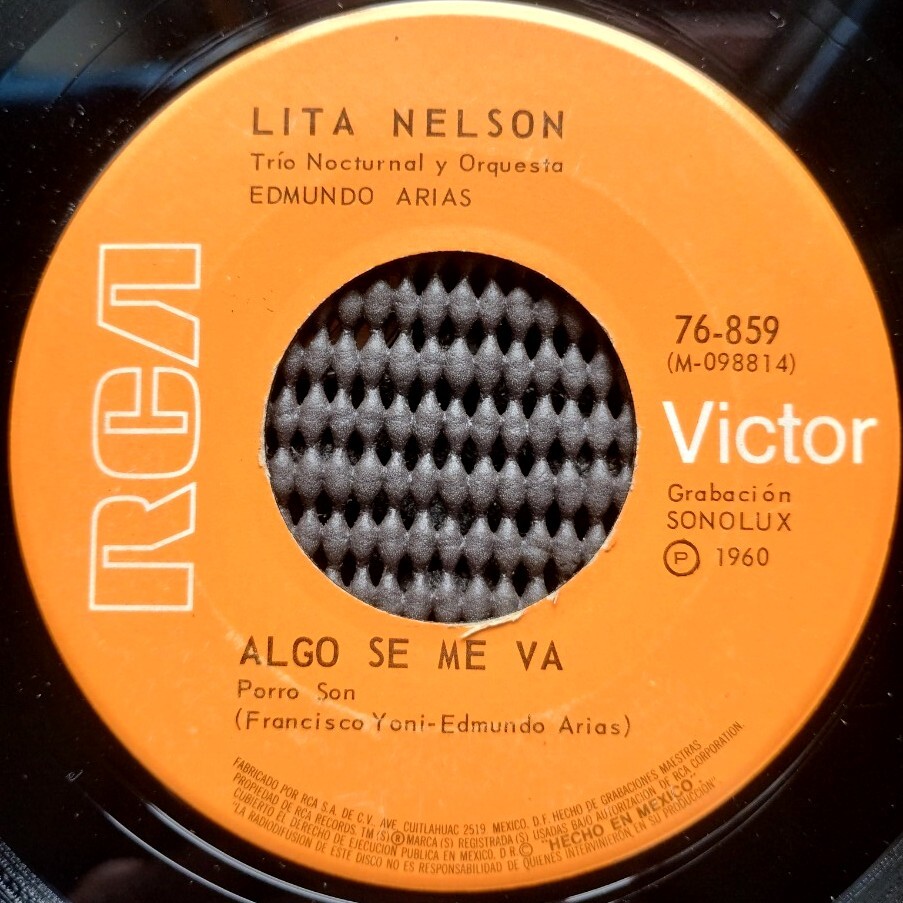 LITA NELSON
Trío Nocturnal y Orquesta
EDMUNDO ARIAS
RCA
76-859
(M-098814)
Victor
Grabación
SONOLUX
Ⓟ 1960
ALGO SE ME VA
Porro Son
(Francisco Yoni-Edmundo Arias)
FABRICADO POR RCA S.A. DE C.V. AVE. CUITLAHUAC 2519. MEXICO. D.F. HECHO DE GRABACIONES MAESTRAS
PROPIEDAD DE RCA RECORDS. TM (S) ® MARCA (S) REGISTRADA (S) USADAS BAJO AUTORIZACION DE RCA CORPORATION.
CUBIERTO EL DERECHO DE EJECUCION PUBLICA EN MEXICO. D R © "HECHO EN MEXICO".
"LA RADIODIFUSION DE ESTE DISCO NO ES RESPONSABILIDAD DE QUIENES INTERVINIERON EN SU PRODUCCION"